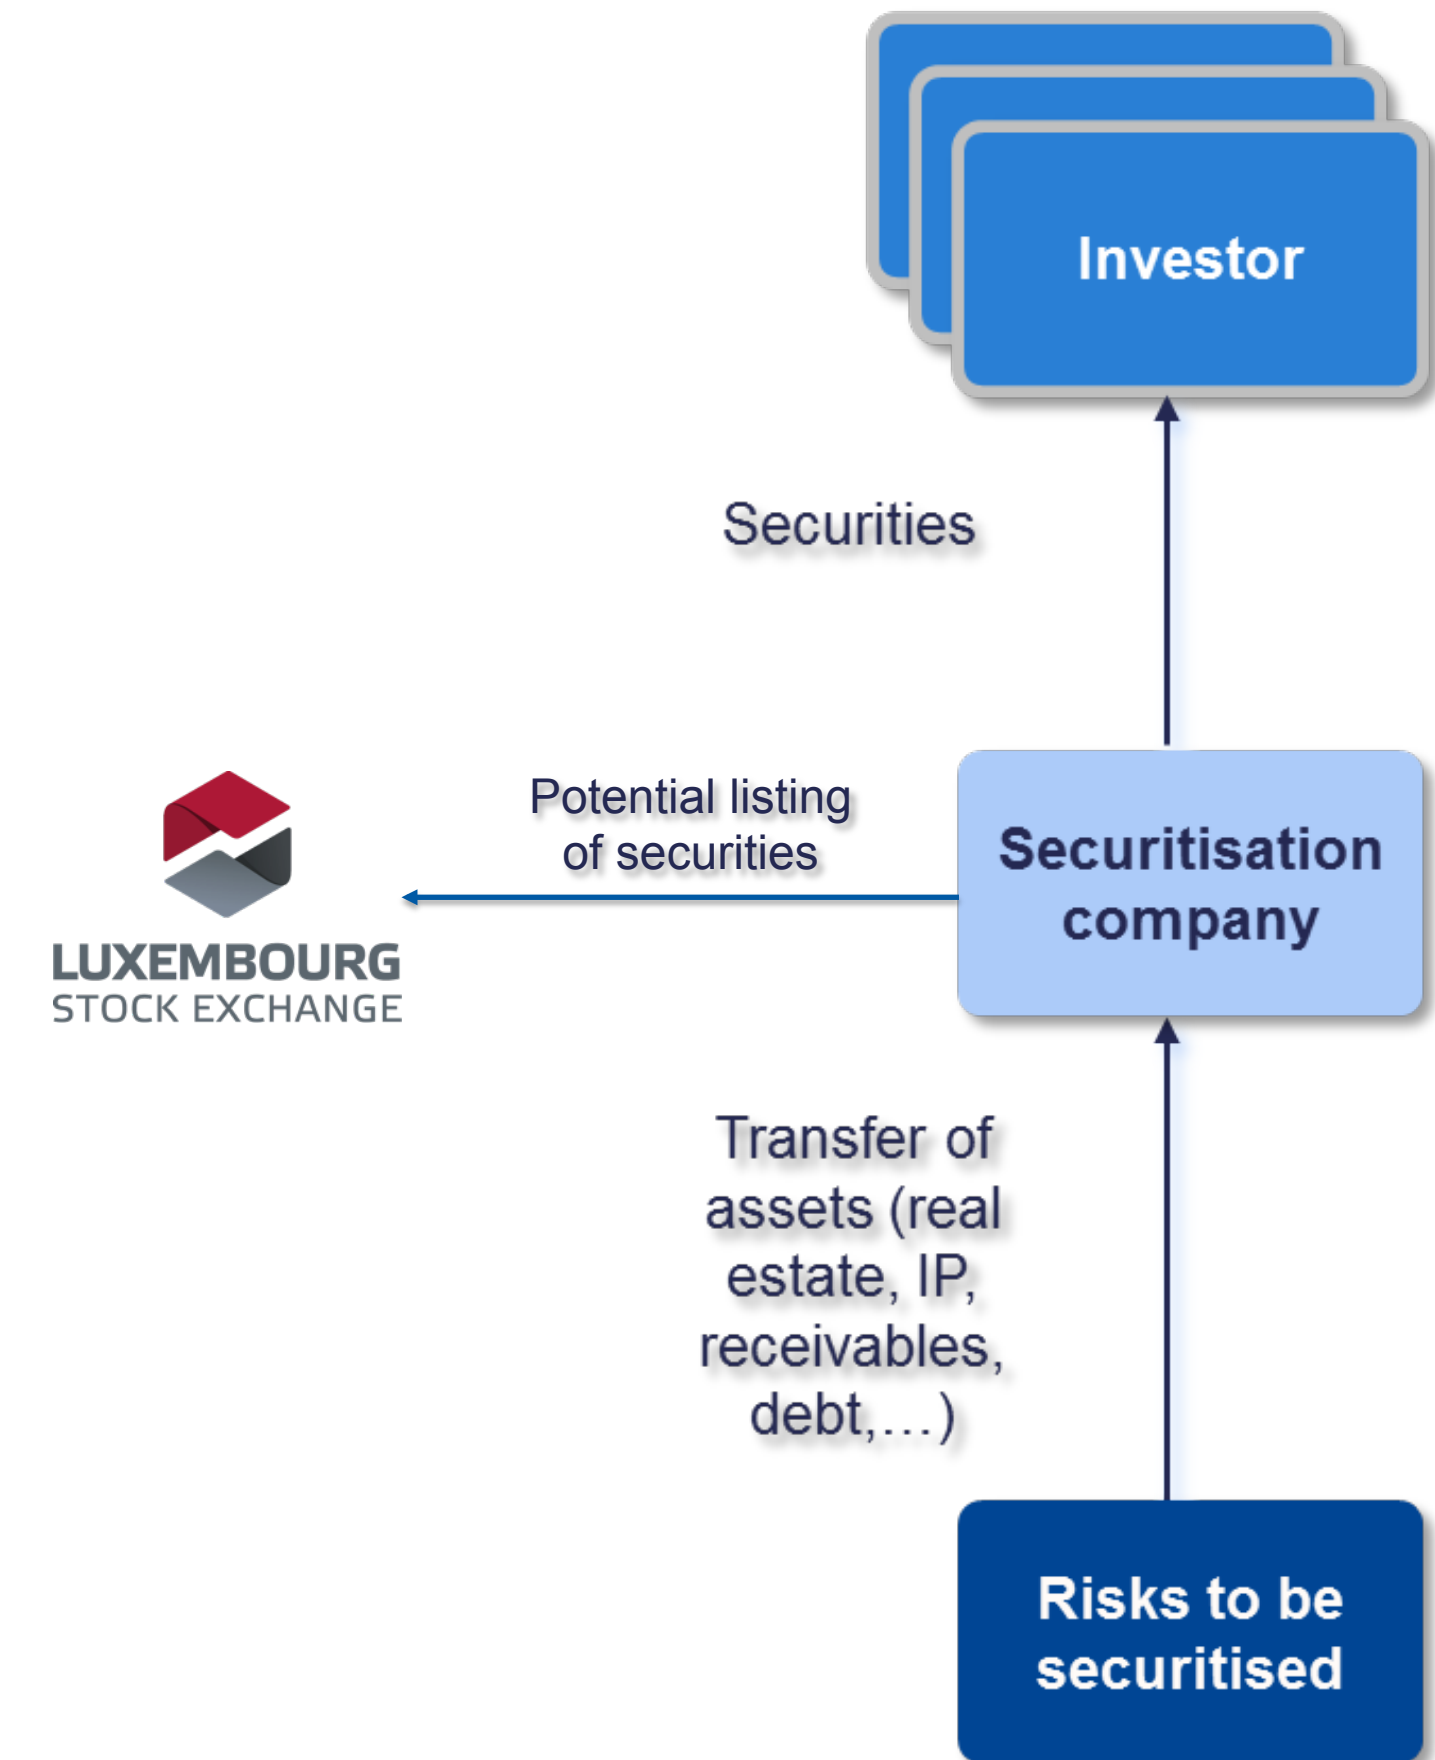 Investor
Securities
Potential listing
of securities
Securitisation
company
LUXEMBOURG
STOCK EXCHANGE
Transfer of
assets (real
estate, IP,
receivables,
debt,...)
Risks to be
securitised